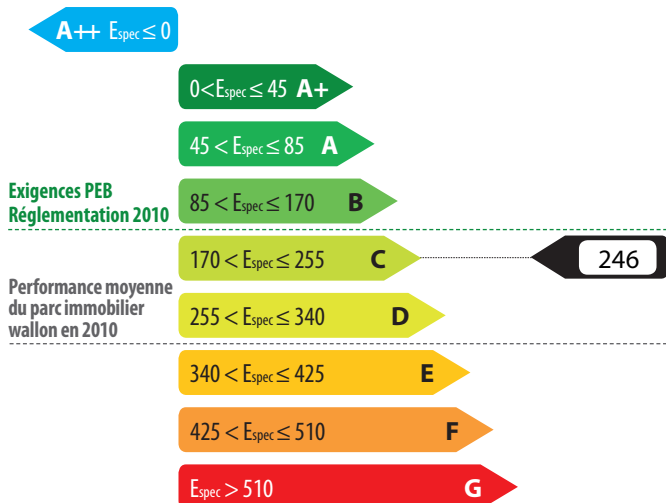 A++ Espec ≤ 0
0<Espec ≤ 45 A+
45 < Espec ≤ 85 A
Exigences PEB
Réglementation 2010
85 < Espec ≤ 170 B
170 < Espec ≤ 255 C
246
Performance moyenne
du parc immobilier
wallon en 2010
255 < Espec ≤ 340 D
340 < Espec ≤ 425 E
425 < Espec ≤ 510 F
Espec > 510 G